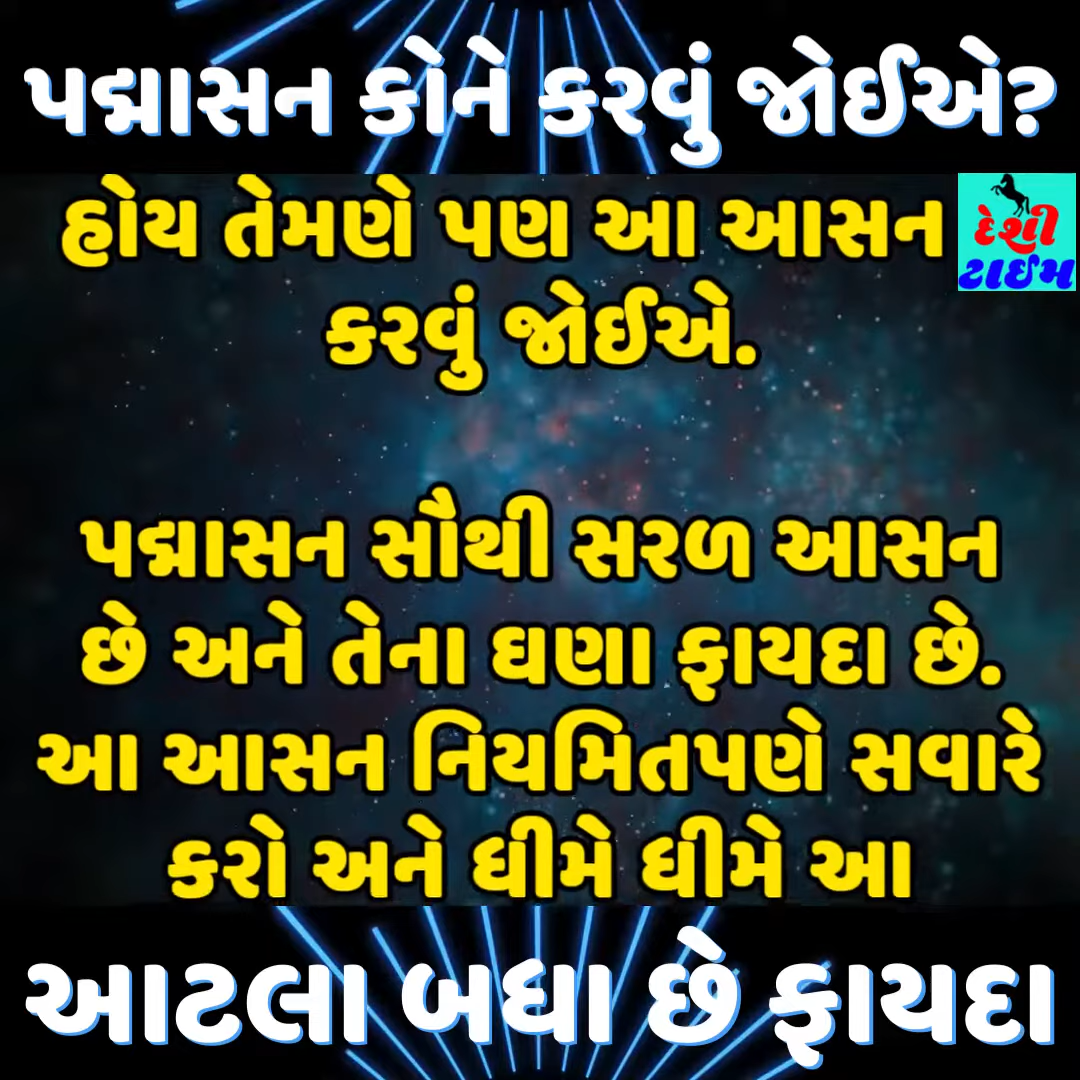 પદ્માસન કોને કરવું જોઈએ?
હોય તેમણે પણ આ આસન
દેશી
ટાઈમ
કરવું જોઈએ.
પદ્માસન સૌથી સરળ આસન
છે અને તેના ઘણા ફાયદા છે.
આ આસન નિયમિતપણે સવારે
કરો અને ધીમે ધીમે આ
આટલા બધા છે ફાયદા